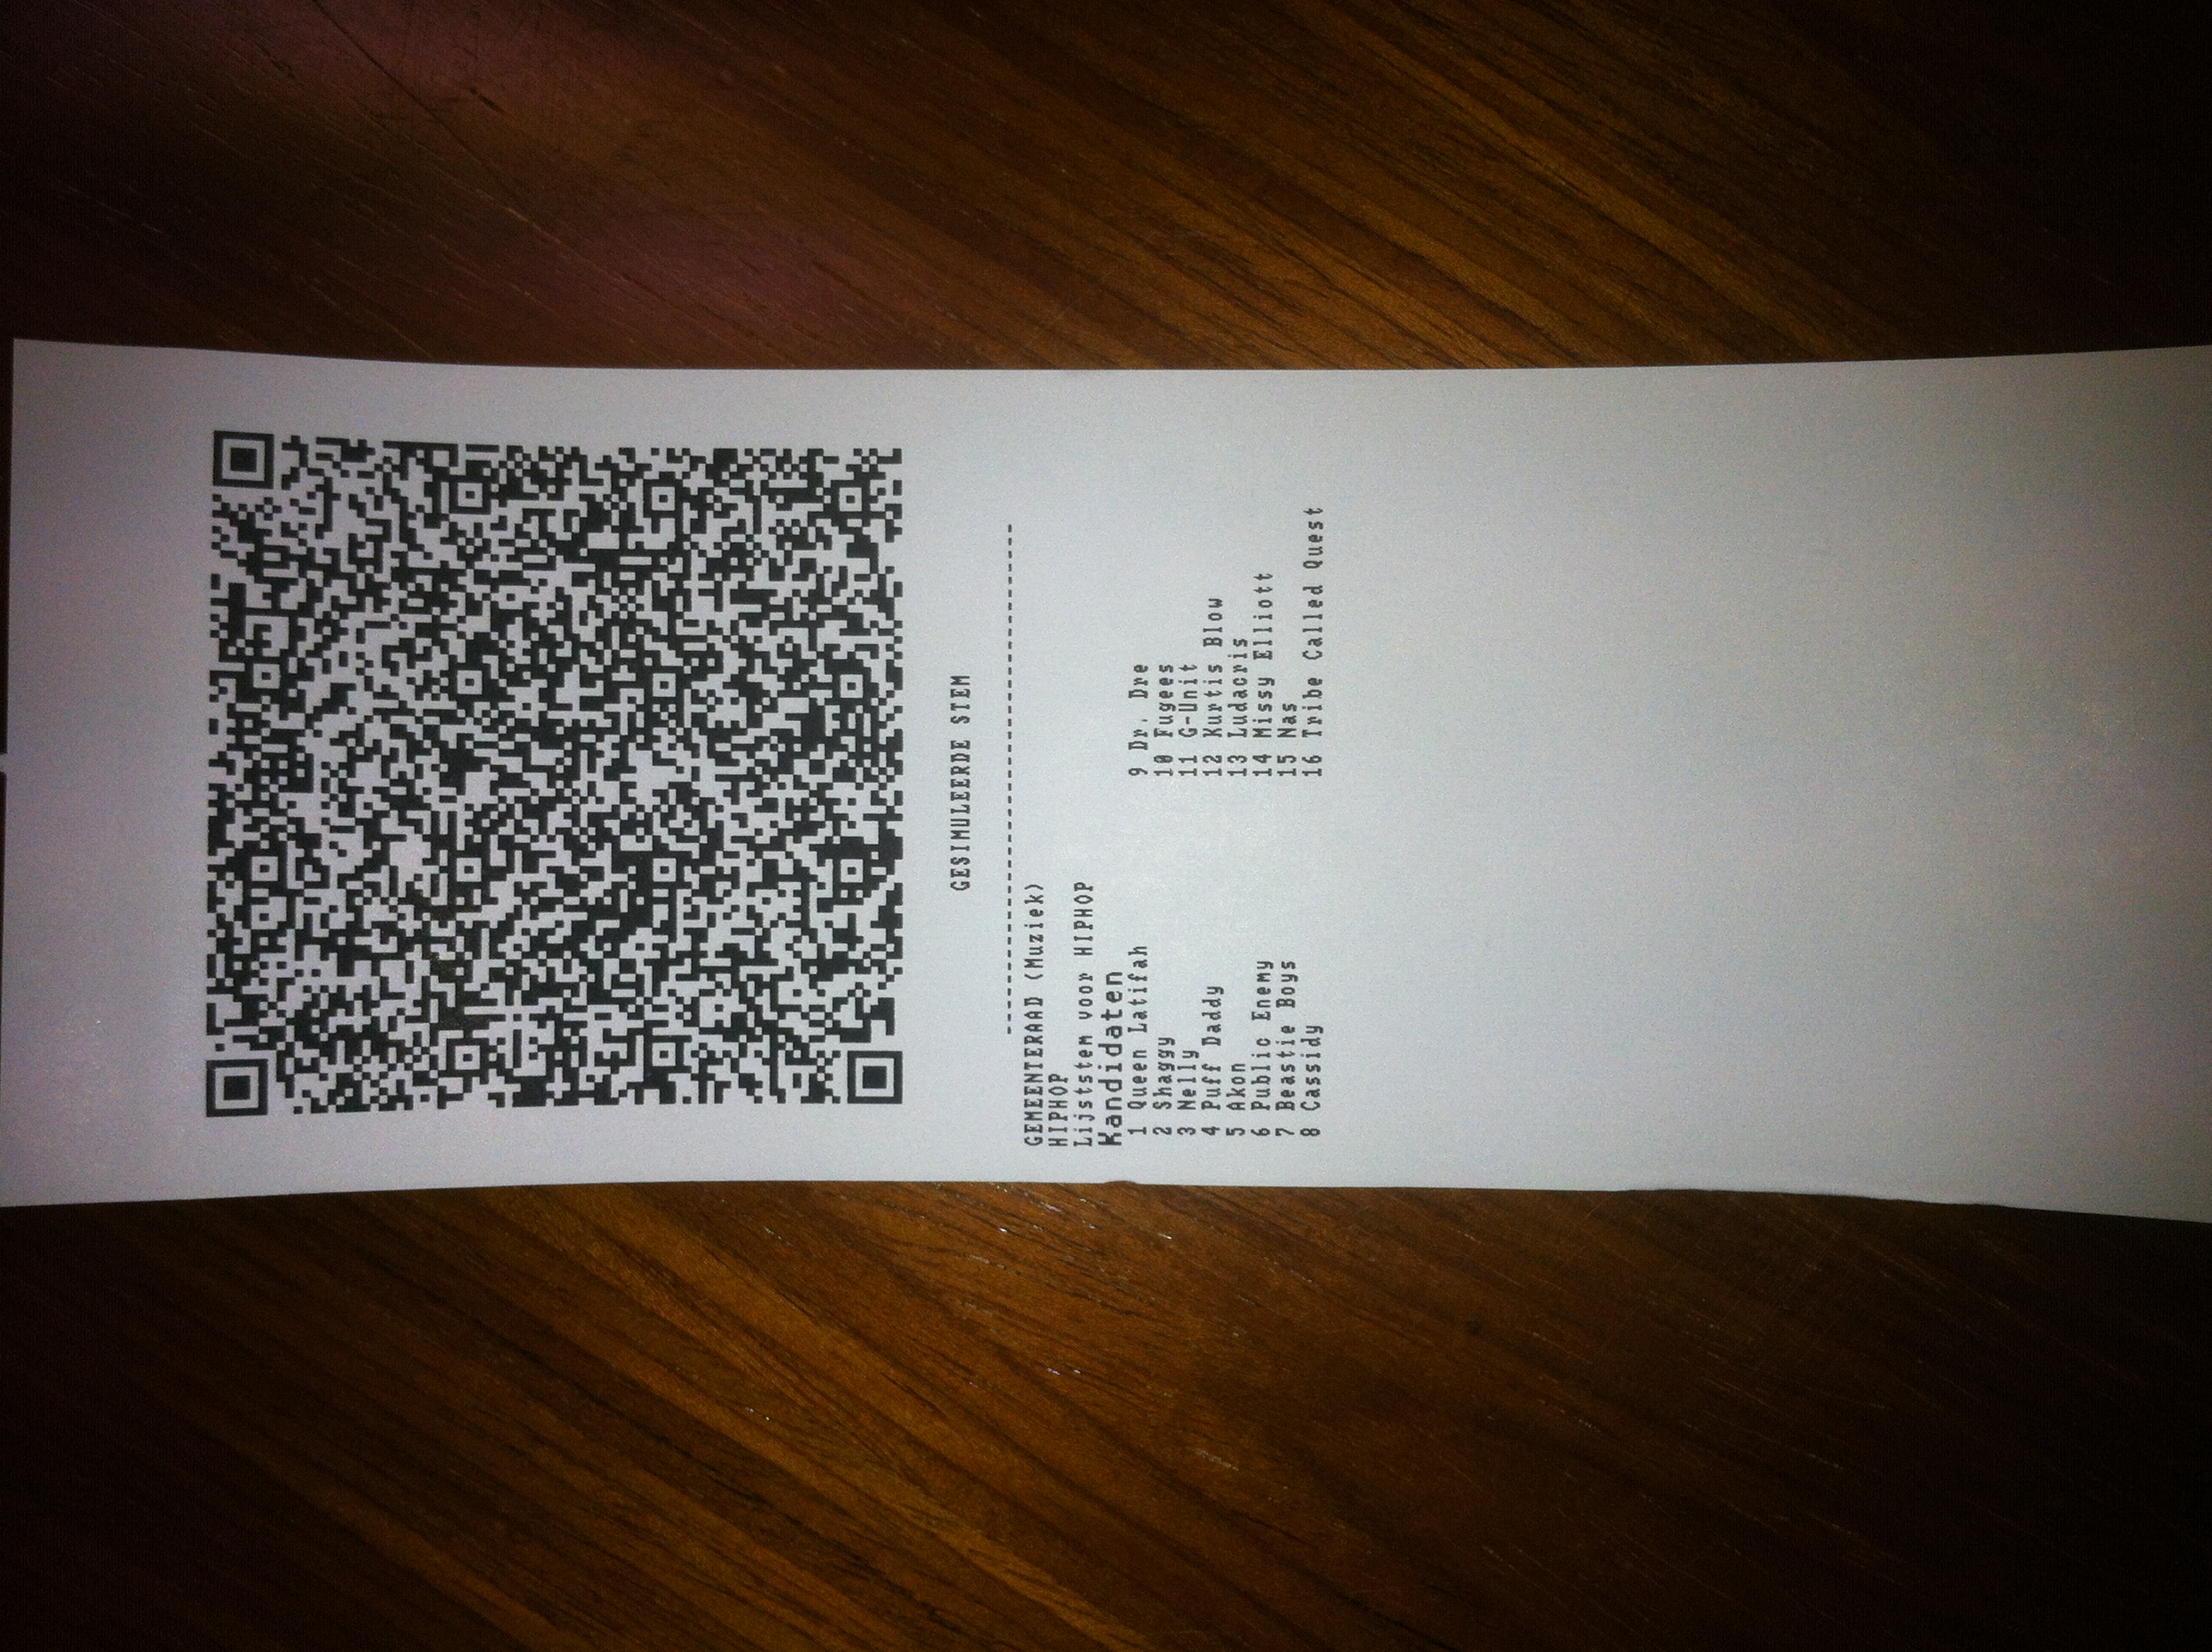 GESIMULEERDE STEM
----------------------------------------
GEMEENTERAAD (Muziek)
HIPHOP
Lijststem voor HIPHOP
Kandidaten
1 Queen Latifah
2 Shaggy
3 Nelly
4 Puff Daddy
5 Akon
6 Public Enemy
7 Beastie Boys
8 Cassidy
9 Dr. Dre
10 Fugees
11 G-Unit
12 Kurtis Blow
13 Ludacris
14 Missy Elliott
15 Nas
16 Tribe Called Quest